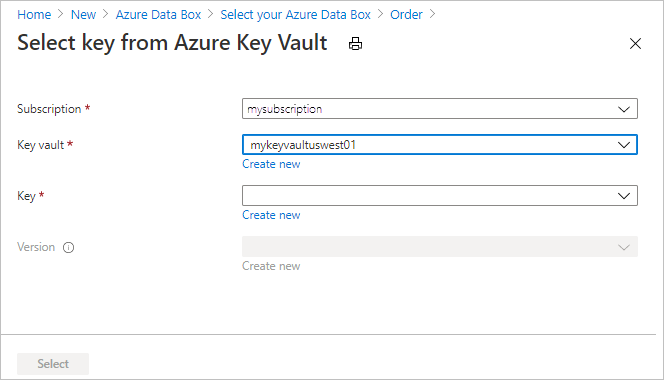 Home > New > Azure Data Box > Select your Azure Data Box > Order >
Select key from Azure Key Vault
Subscription *
mysubscription
Key vault *
mykeyvaultuswest01
Create new
Key *
Create new
Version
Create new
Select